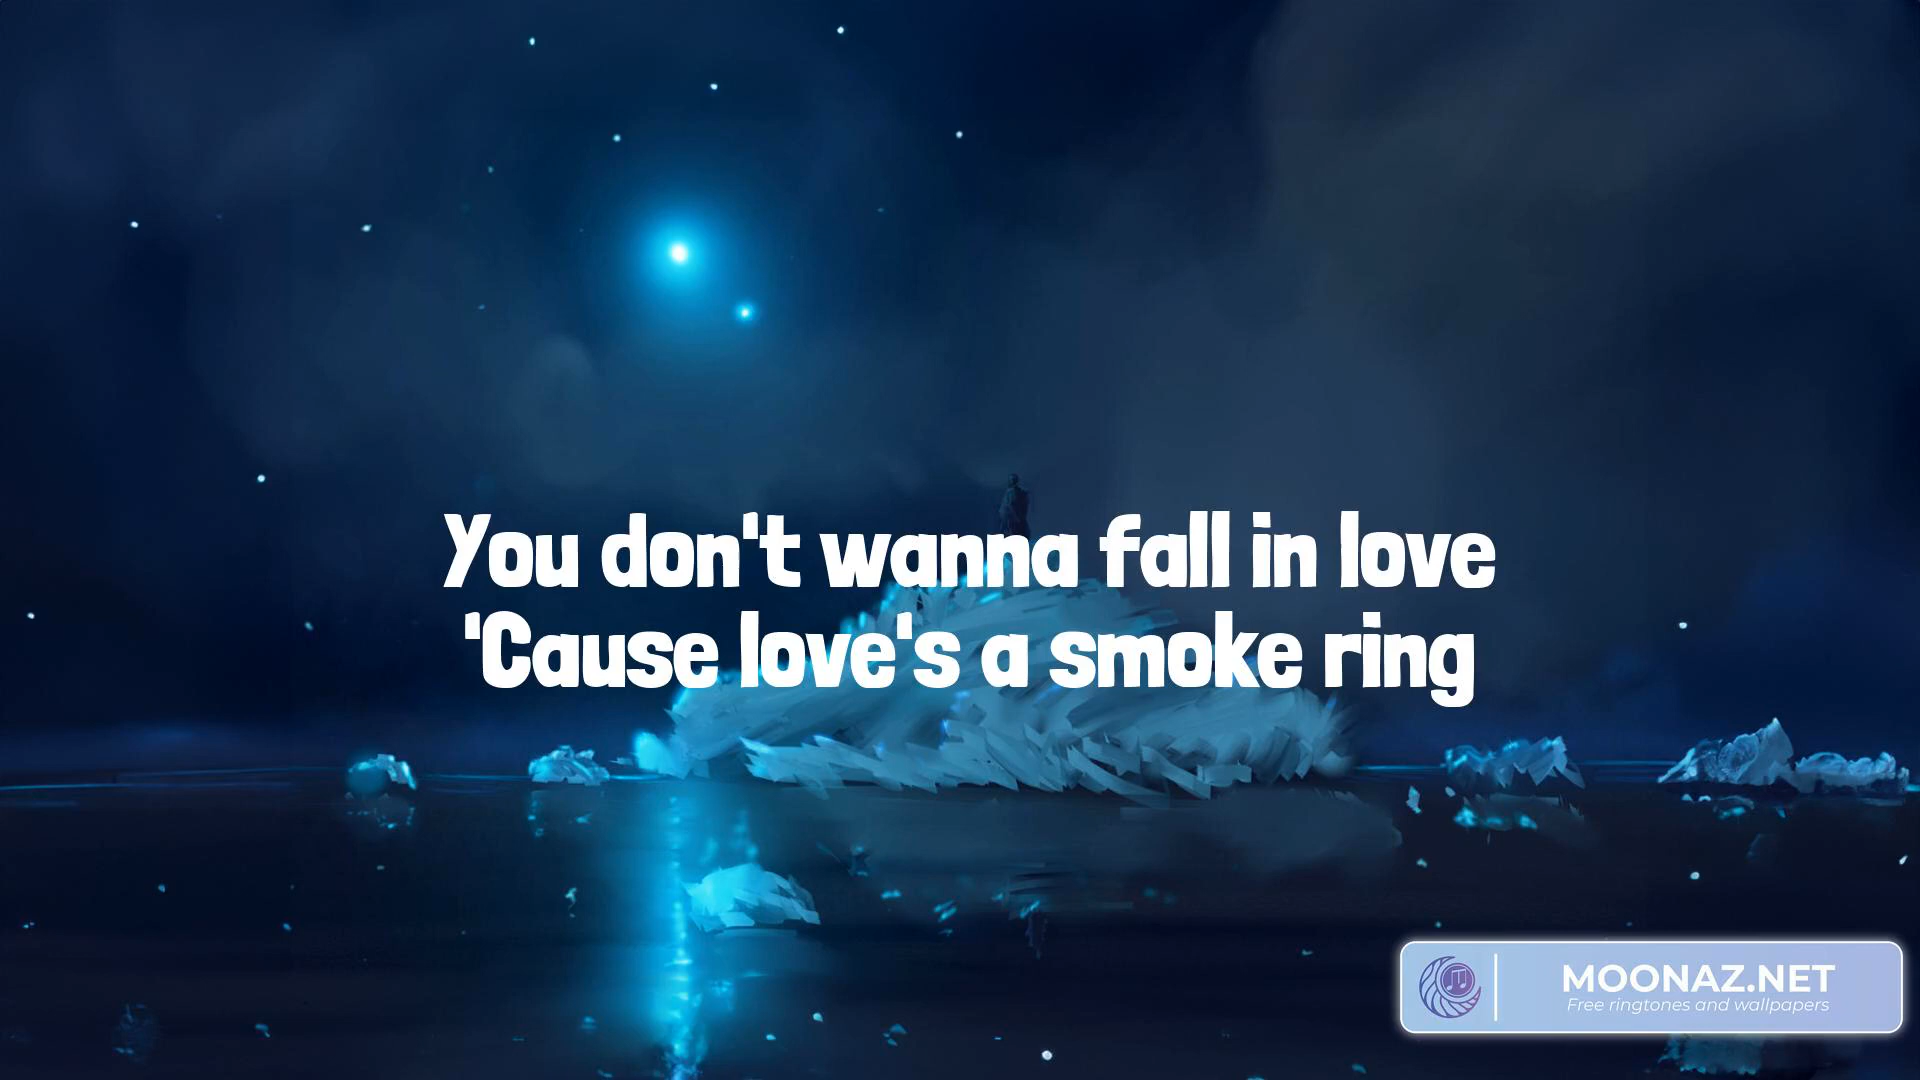 You don't wanna fall in love
'Cause love's a smoke ring
MOONAZ.NET
Free ringtones and wallpapers